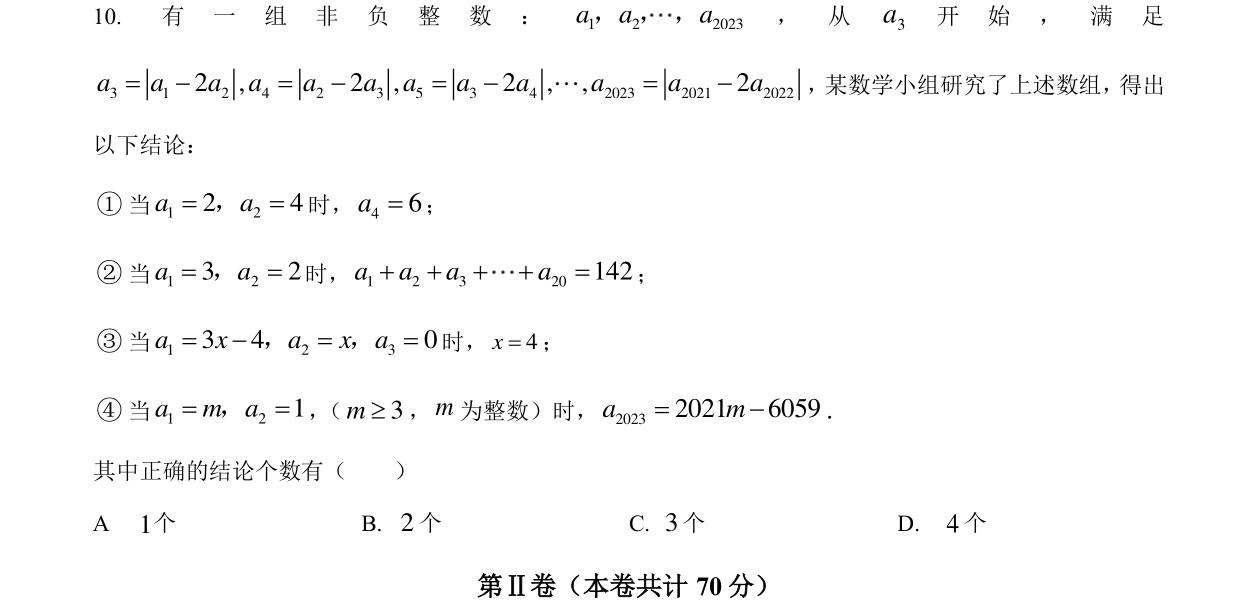 10. 有一组非负整数：a₁，a₂，⋯，a₂₀₂₃，从 a₃ 开始，满足
a₃ = |a₁ − 2a₂|, a₄ = |a₂ − 2a₃|, a₅ = |a₃ − 2a₄|, ⋯, a₂₀₂₃ = |a₂₀₂₁ − 2a₂₀₂₂|，某数学小组研究了上述数组，得出
以下结论：
① 当 a₁ = 2，a₂ = 4 时，a₄ = 6；
② 当 a₁ = 3，a₂ = 2 时，a₁ + a₂ + a₃ + ⋯ + a₂₀ = 142；
③ 当 a₁ = 3x − 4，a₂ = x，a₃ = 0 时，x = 4；
④ 当 a₁ = m，a₂ = 1，（m ≥ 3，m 为整数）时，a₂₀₂₃ = 2021m − 6059．
其中正确的结论个数有（　　）
A 1个 B. 2个 C. 3个 D. 4个
第Ⅱ卷（本卷共计 70 分）